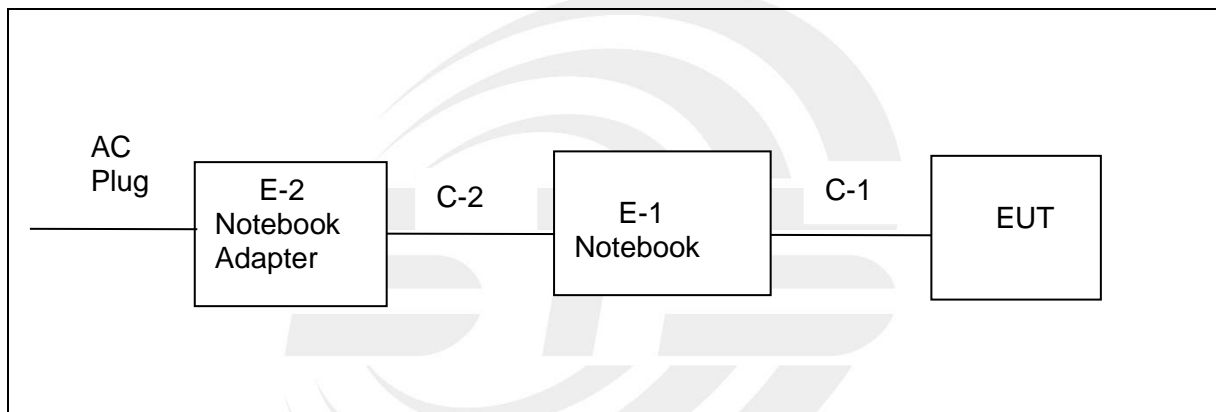 AC
Plug
E-2
Notebook
Adapter
C-2
E-1
Notebook
C-1
EUT